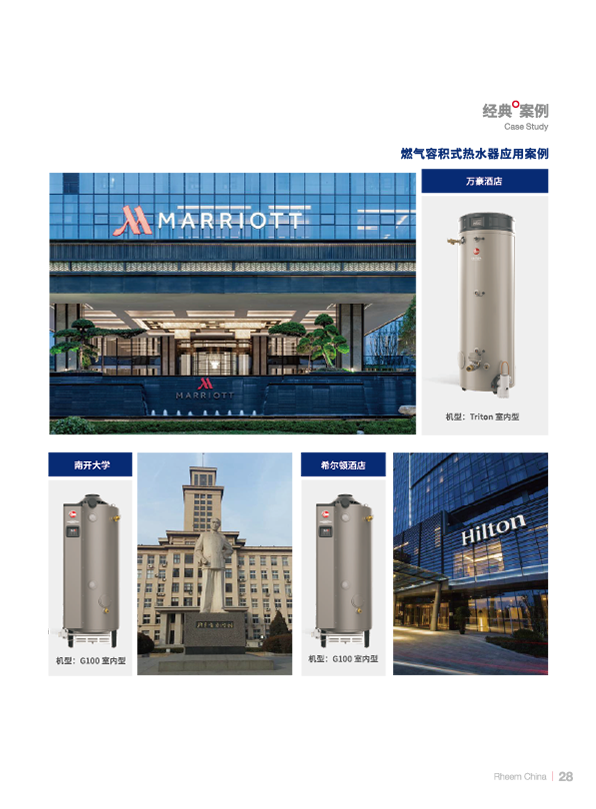 经典案例
Case Study
燃气容积式热水器应用案例
万豪酒店
MARRIOTT
MARRIOTT
机型：Triton 室内型
南开大学
希尔顿酒店
Hilton
机型：G100 室内型
机型：G100 室内型
Rheem China | 28